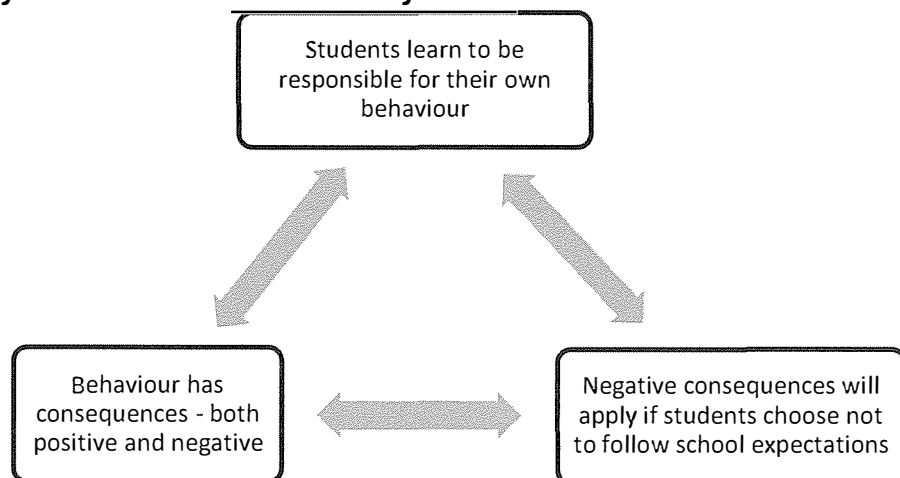 Students learn to be
responsible for their own
behaviour
Behaviour has
consequences - both
positive and negative
Negative consequences will
apply if students choose not
to follow school expectations